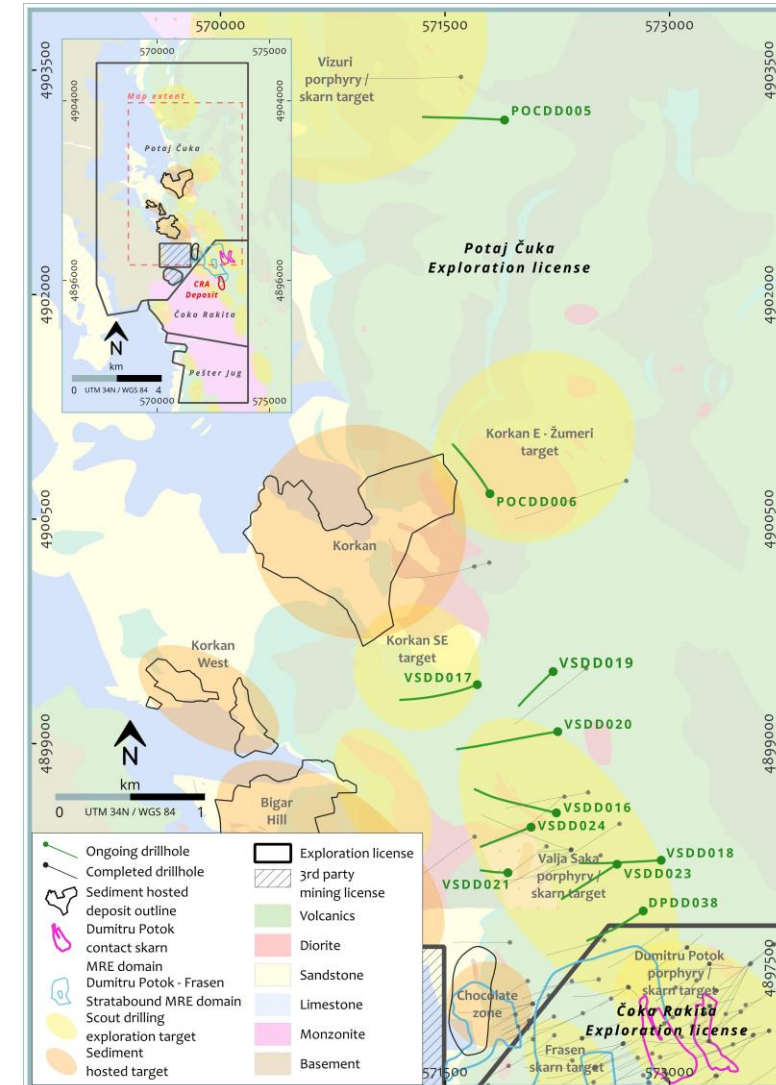 570000
571500
573000
4903500
4903500
570000
575000
Map extent
4904000
4904000
Potaj Čuka
4896000
4896000
CRA
Deposit
Čoka Rakita
Pešter Jug
N
km
0 UTM 34N / WGS 84 4
570000
575000
Vizuri
porphyry /
skarn target
POCDD005
Potaj Čuka
Exploration license
4902000
4902000
Korkan E - Žumeri
target
POCDD006
4900500
4900500
Korkan
Korkan
West
Korkan SE
target
VSDD017
VSDD019
VSDD020
4899000
4899000
N
km
0 UTM 34N / WGS 84 1
Bigar
Hill
VSDD016
VSDD024
Valja Saka
porphyry /
skarn target
VSDD018
VSDD023
VSDD021
DPDD038
4897500
Chocolate
zone
Dumitru Potok
porphyry /
skarn target
Čoka Rakita
Exploration license
Frasen
skarn target
571500
573000
Ongoing drillhole
Completed drillhole
Sediment hosted
deposit outline
Dumitru Potok
contact skarn
MRE domain
Dumitru Potok - Frasen
Stratabound MRE domain
Scout drilling
exploration target
Sediment
hosted target
Exploration license
3rd party
mining license
Volcanics
Diorite
Sandstone
Limestone
Monzonite
Basement